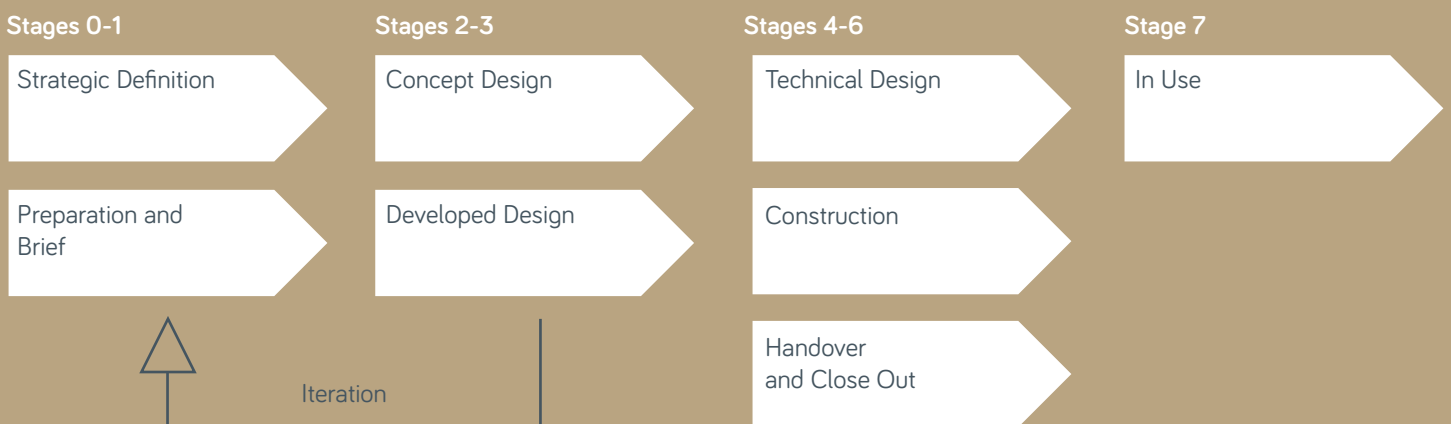 Stages 0-1
Strategic Definition
Preparation and
Brief
Stages 2-3
Concept Design
Developed Design
Iteration
Stages 4-6
Technical Design
Construction
Handover
and Close Out
Stage 7
In Use